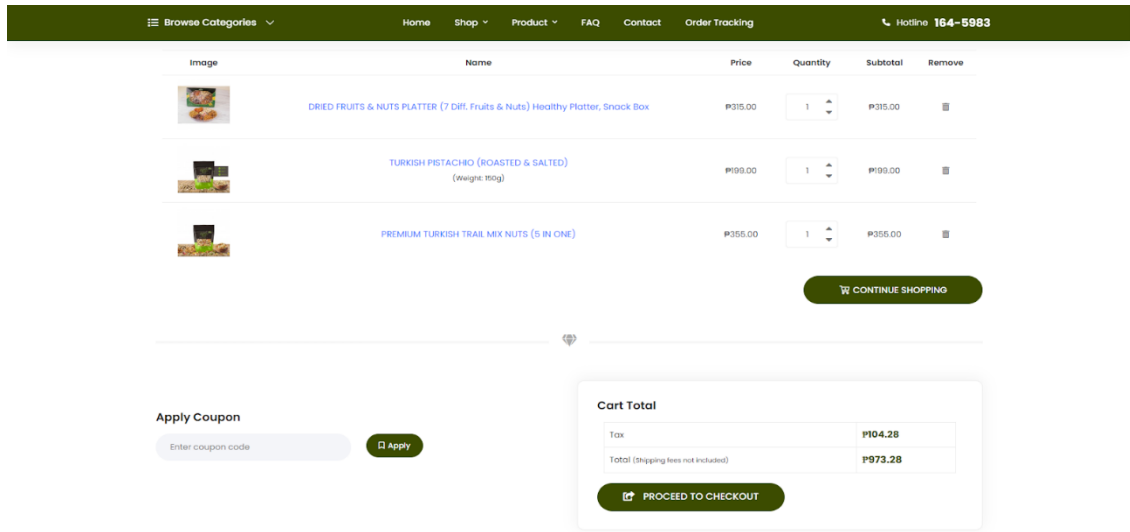 Browse Categories
Home Shop Product FAQ Contact Order Tracking
Hotline 164-5983
Image Name Price Quantity Subtotal Remove
DRIED FRUITS & NUTS PLATTER (7 Diff. Fruits & Nuts) Healthy Platter, Snack Box ₱315.00 1 ₱315.00
TURKISH PISTACHIO (ROASTED & SALTED) ₱199.00 1 ₱199.00
(Weight: 150g)
PREMIUM TURKISH TRAIL MIX NUTS (5 IN ONE) ₱355.00 1 ₱355.00
CONTINUE SHOPPING
Apply Coupon
Enter coupon code
Apply
Cart Total
Tax ₱104.28
Total (Shipping fees not included) ₱973.28
PROCEED TO CHECKOUT